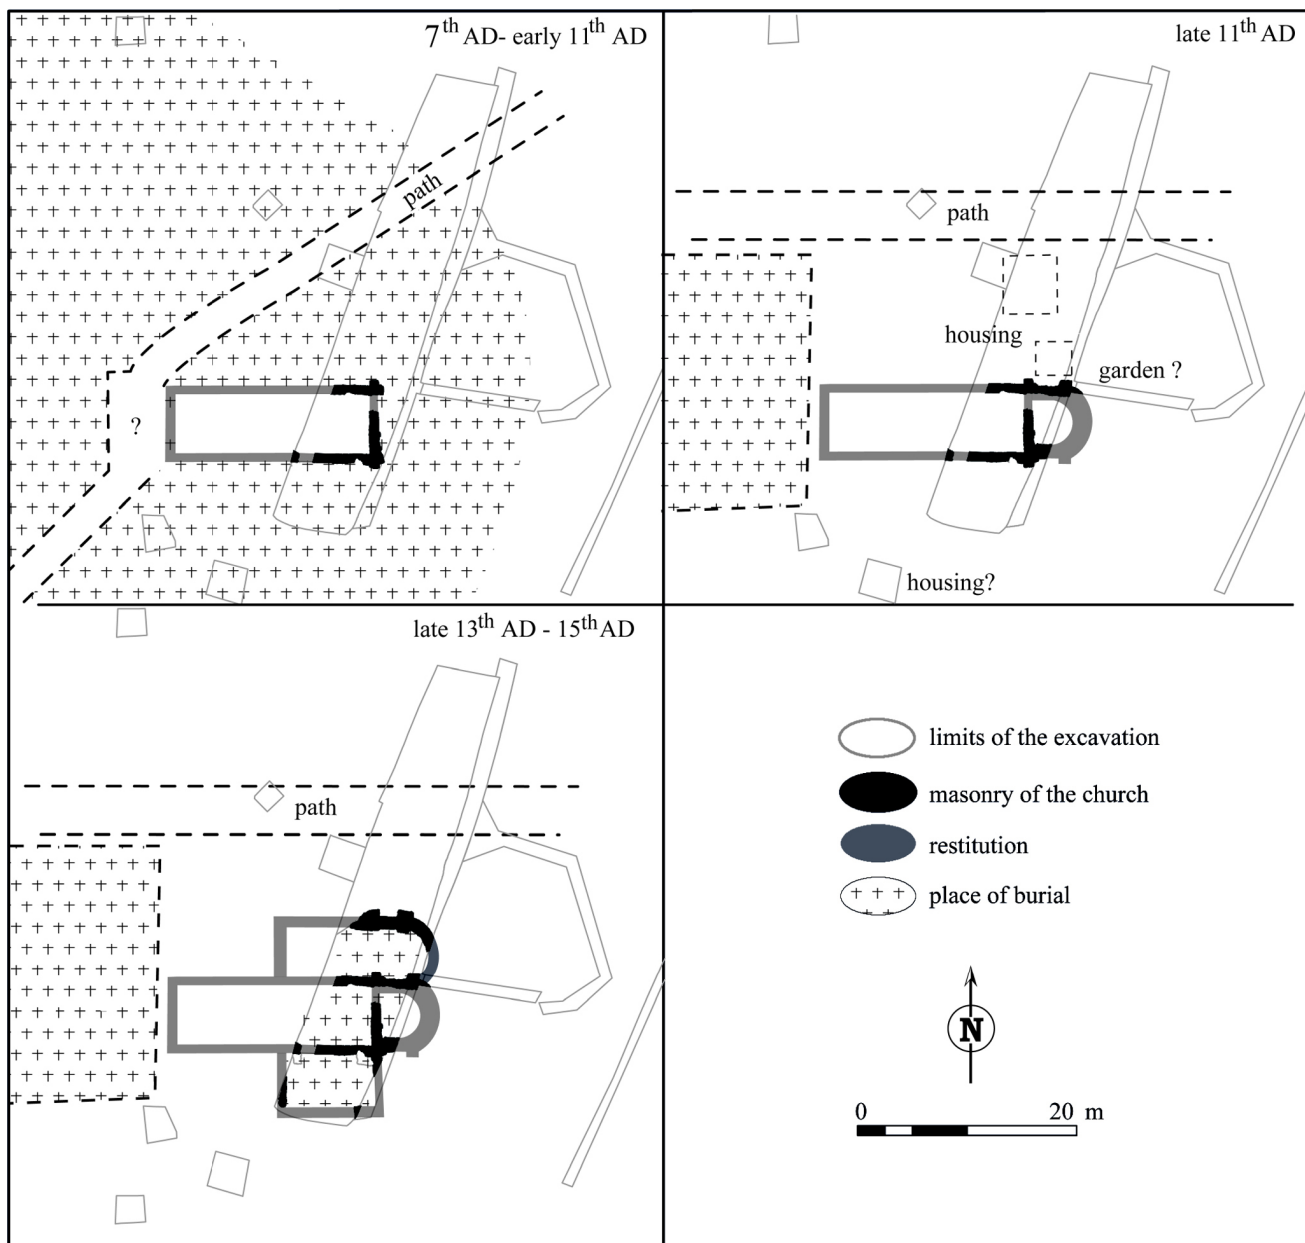 7th AD- early 11th AD
path
?
late 11th AD
path
housing
garden ?
housing?
late 13th AD - 15th AD
path
limits of the excavation
masonry of the church
restitution
place of burial
N
0 20 m